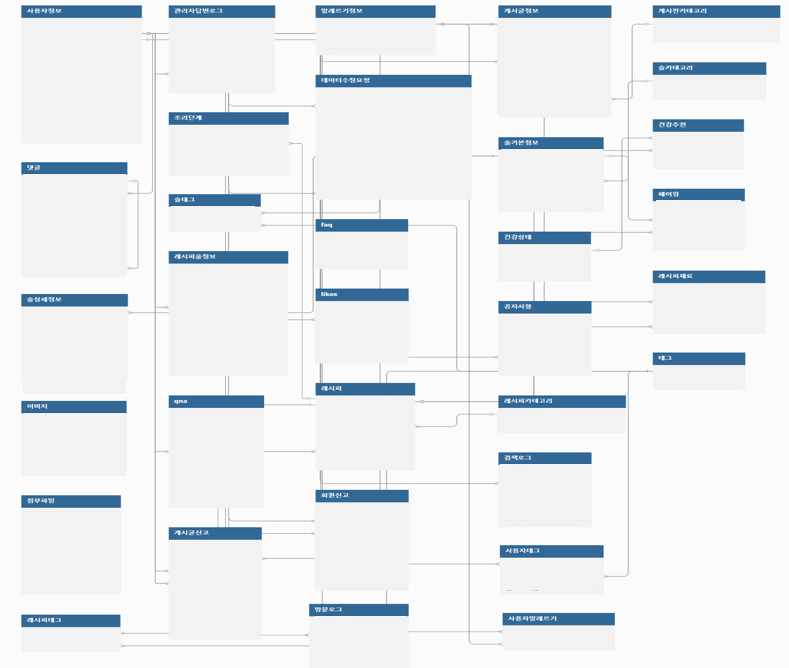 사용자정보
관리자답변로그
알레르기정보
게시글정보
게시판카테고리
술카테고리
데이터수정요청
조리단계
건강추천
술기본정보
댓글
페어링
술태그
faq
건강상태
레시피술정보
레시피재료
likes
술상세정보
공지사항
태그
레시피
qna
레시피카테고리
이미지
검색로그
회원신고
첨부파일
게시글신고
사용자태그
방문로그
사용자알레르기
레시피태그